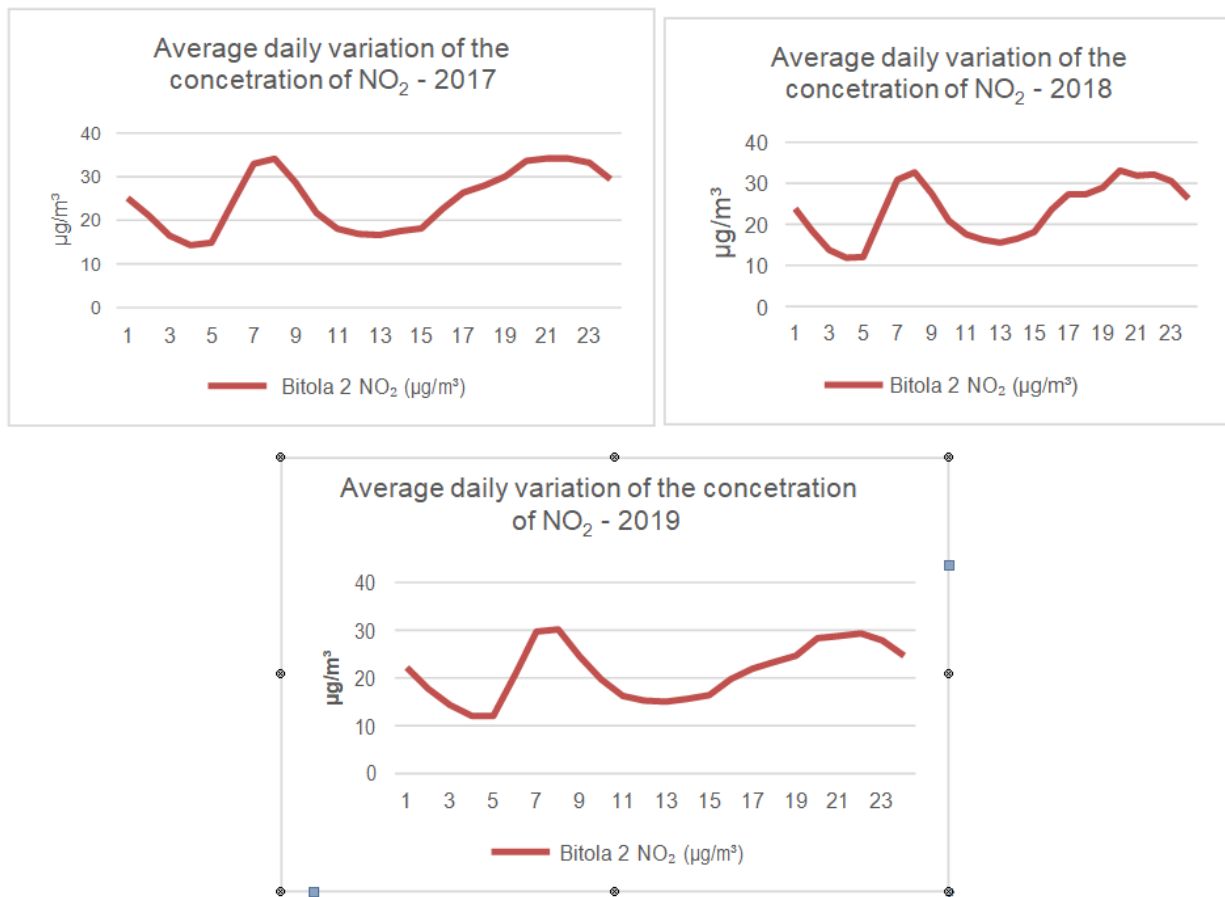 Average daily variation of the
concetration of NO₂ - 2017
40
30
20
10
0
µg/m³
1 3 5 7 9 11 13 15 17 19 21 23
Bitola 2 NO₂ (µg/m³)
Average daily variation of the
concetration of NO₂ - 2018
40
30
20
10
0
µg/m³
1 3 5 7 9 11 13 15 17 19 21 23
Bitola 2 NO₂ (µg/m³)
Average daily variation of the concetration
of NO₂ - 2019
40
30
20
10
0
µg/m³
1 3 5 7 9 11 13 15 17 19 21 23
Bitola 2 NO₂ (µg/m³)